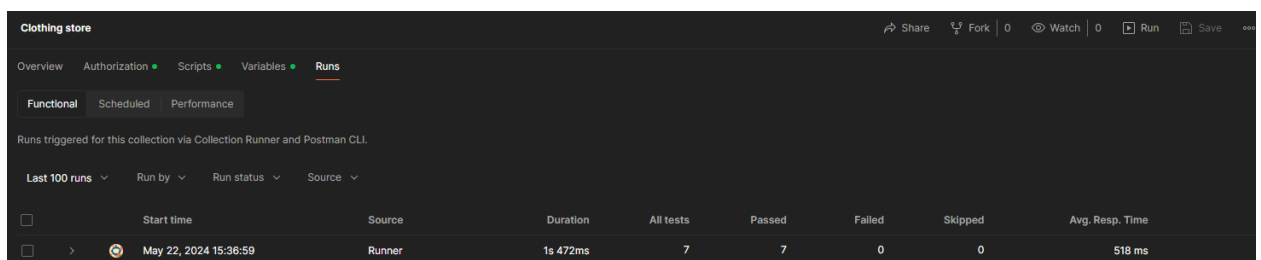 Clothing store Share Fork 0 Watch 0 Run Save
Overview Authorization Scripts Variables Runs
Functional Scheduled Performance
Runs triggered for this collection via Collection Runner and Postman CLI.
Last 100 runs Run by Run status Source
Start time Source Duration All tests Passed Failed Skipped Avg. Resp. Time
May 22, 2024 15:36:59 Runner 1s 472ms 7 7 0 0 518 ms